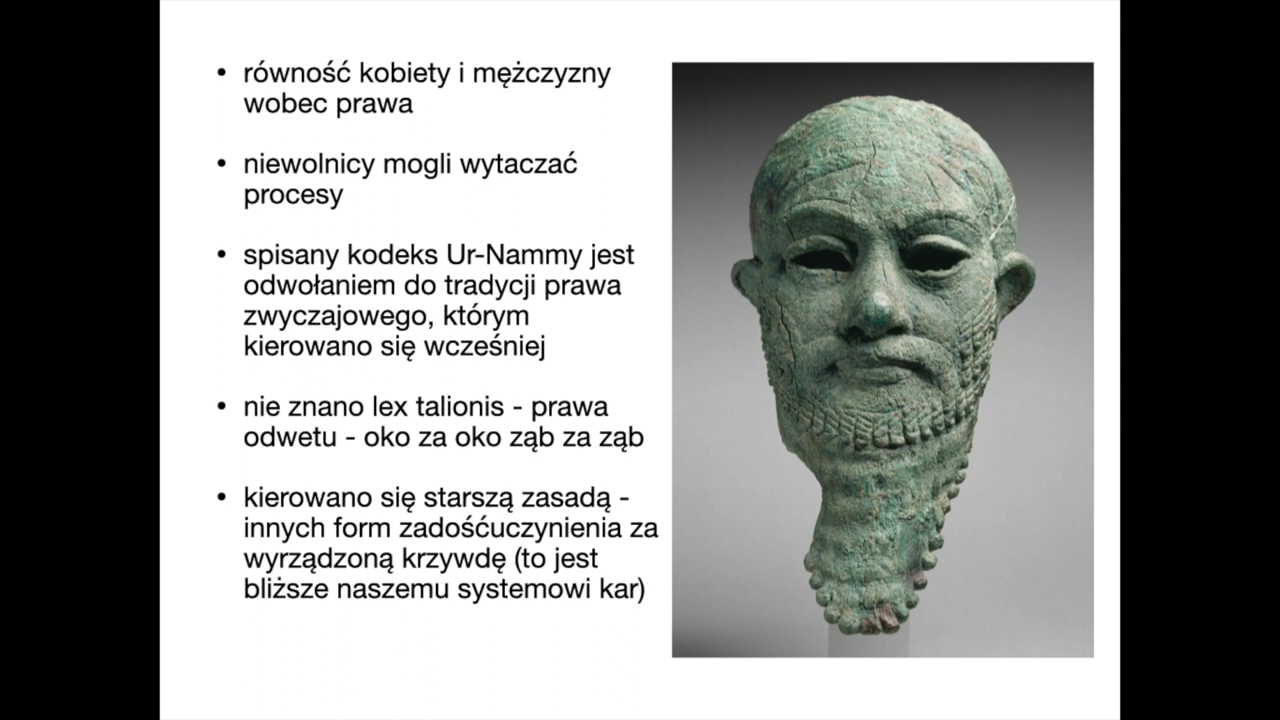 • równość kobiety i mężczyzny
wobec prawa
• niewolnicy mogli wytaczać
procesy
• spisany kodeks Ur-Nammy jest
odwołaniem do tradycji prawa
zwyczajowego, którym
kierowano się wcześniej
• nie znano lex talionis - prawa
odwetu - oko za oko ząb za ząb
• kierowano się starszą zasadą -
innych form zadośćuczynienia za
wyrządzoną krzywdę (to jest
bliższe naszemu systemowi kar)